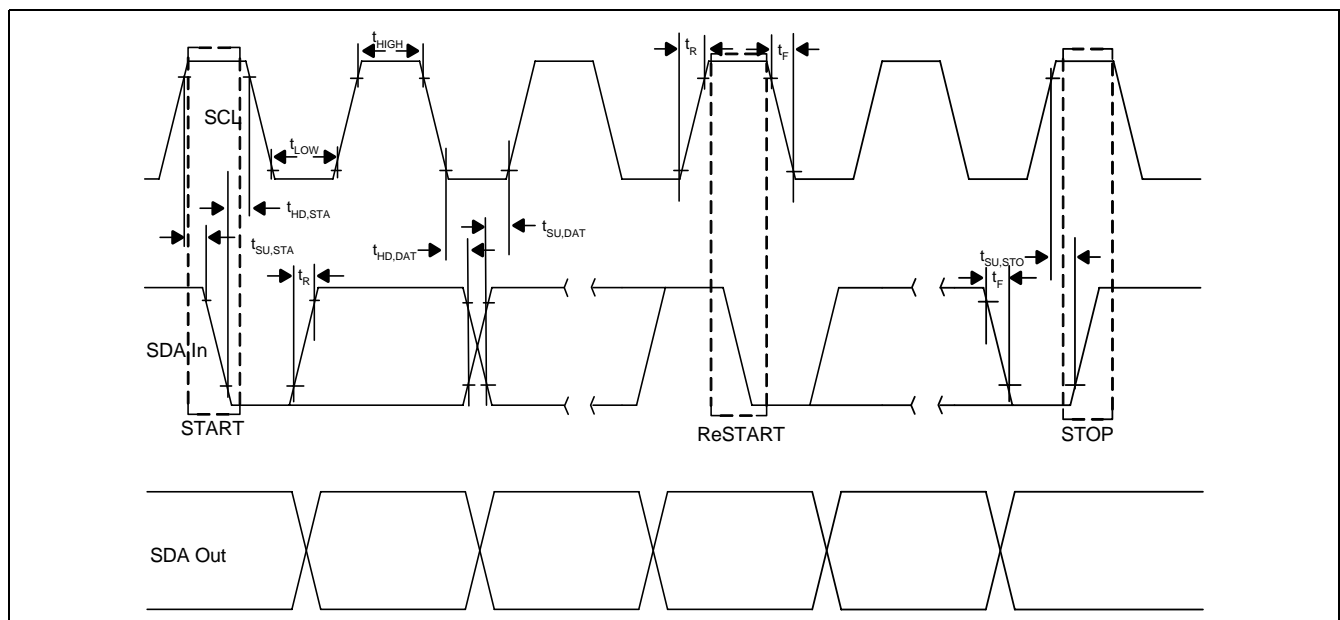 tHIGH
tR
tF
SCL
tLOW
tHD,STA
tSU,STA
tR
tHD,DAT
tSU,DAT
tSU,STO
tF
SDA In
START
ReSTART
STOP
SDA Out